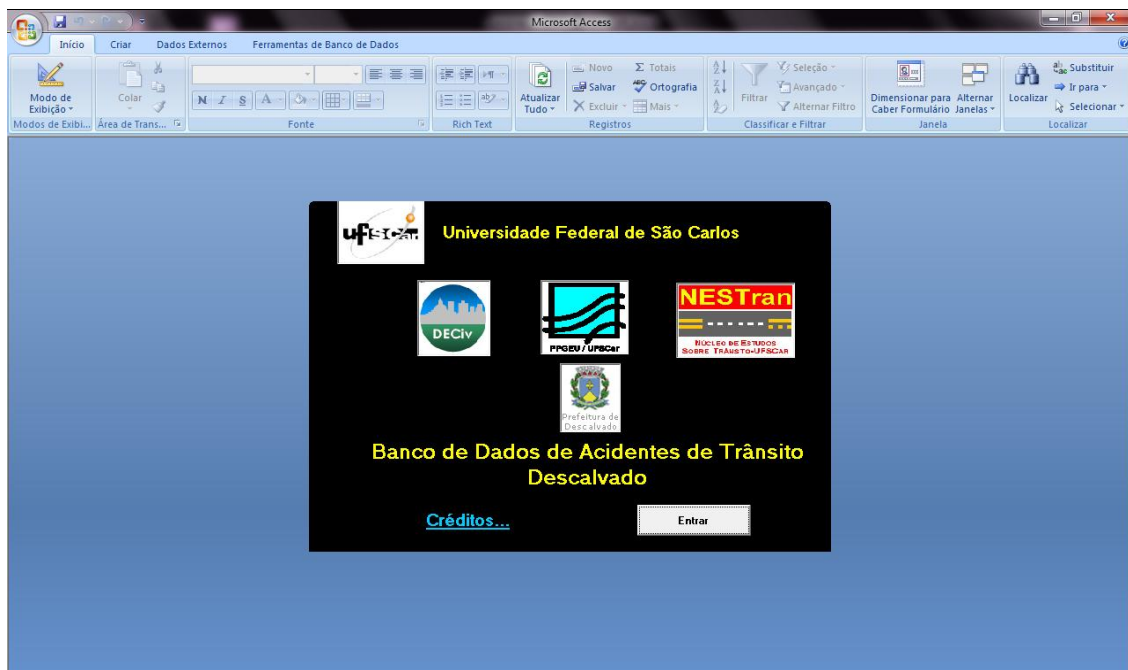 Microsoft Access
Início Criar Dados Externos Ferramentas de Banco de Dados
Modo de Exibição
Colar
N I S A
Atualizar Tudo
Novo
Salvar
Excluir
Totais
Ortografia
Mais
Filtrar
Seleção
Avançado
Alternar Filtro
Dimensionar para Caber Formulário
Alternar Janelas
Localizar
Substituir
Ir para
Selecionar
Modos de Exibi... Área de Trans... Fonte Rich Text Registros Classificar e Filtrar Janela Localizar
ufscar
Universidade Federal de São Carlos
DECiv
PPGEU / UFSCar
NESTran
Núcleo de Estudos
Sobre Trânsito-UFSCar
Prefeitura de
Descalvado
Banco de Dados de Acidentes de Trânsito
Descalvado
Créditos...
Entrar